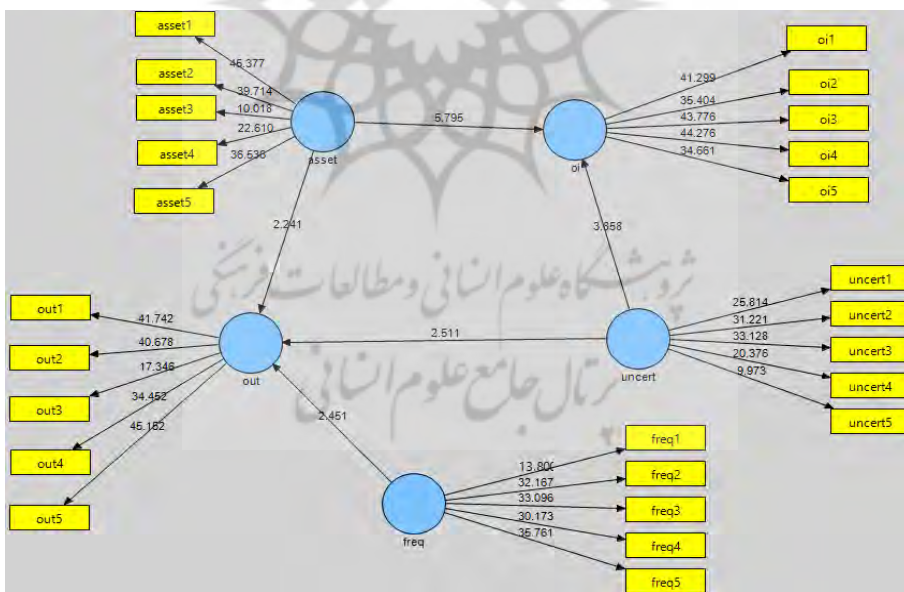 asset1
asset2
asset3
asset4
asset5
46.377
39.714
10.018
22.610
36.536
asset
5.795
oi
oi1
oi2
oi3
oi4
oi5
41.299
35.404
43.776
44.276
34.661
2.241
3.858
پژوهشگاه علوم انسانی و مطالعات فرهنگی
پرتال جامع علوم انسانی
out1
out2
out3
out4
out5
41.742
40.678
17.346
34.452
45.152
out
2.511
uncert
uncert1
uncert2
uncert3
uncert4
uncert5
25.814
31.221
33.128
20.376
9.973
2.451
freq
freq1
freq2
freq3
freq4
freq5
13.800
32.167
33.096
30.173
35.761